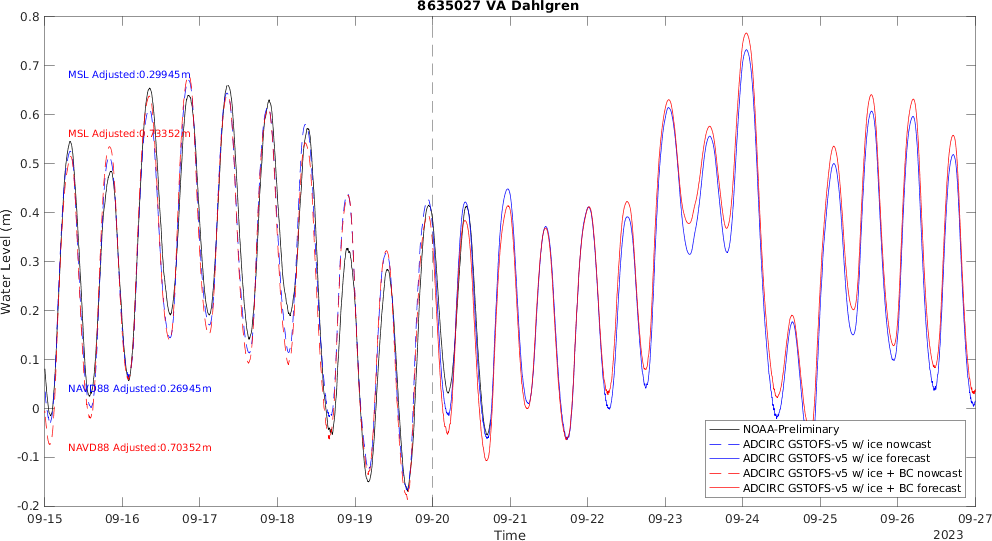 8635027 VA Dahlgren
0.8
0.7
0.6
0.5
0.4
0.3
0.2
0.1
0
-0.1
-0.2
Water Level (m)
MSL Adjusted:0.29945m
MSL Adjusted:0.73352m
NAVD88 Adjusted:0.26945m
NAVD88 Adjusted:0.70352m
NOAA-Preliminary
ADCIRC GSTOFS-v5 w/ ice nowcast
ADCIRC GSTOFS-v5 w/ ice forecast
ADCIRC GSTOFS-v5 w/ ice + BC nowcast
ADCIRC GSTOFS-v5 w/ ice + BC forecast
09-15 09-16 09-17 09-18 09-19 09-20 09-21 09-22 09-23 09-24 09-25 09-26 09-27
Time
2023